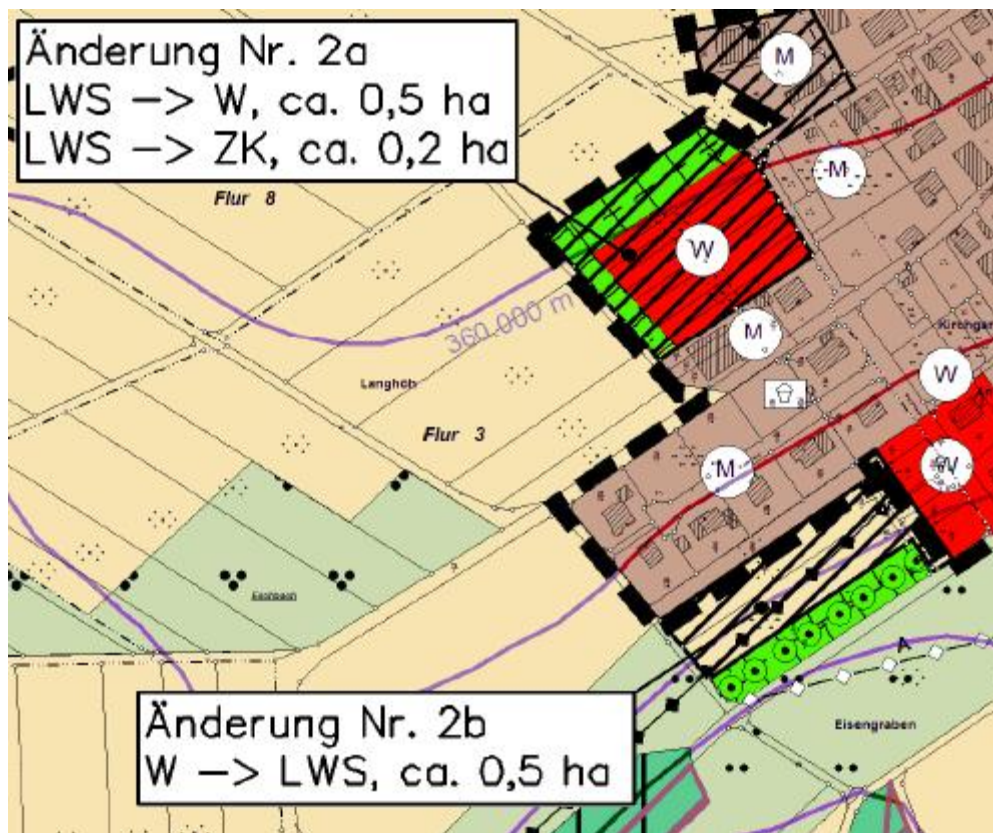 Änderung Nr. 2a
LWS -> W, ca. 0,5 ha
LWS -> ZK, ca. 0,2 ha
M
M
Flur 8
W
360.000 m
M
Langhöb
W
Flur 3
M
W
A
Änderung Nr. 2b
W -> LWS, ca. 0,5 ha
Eisengraben